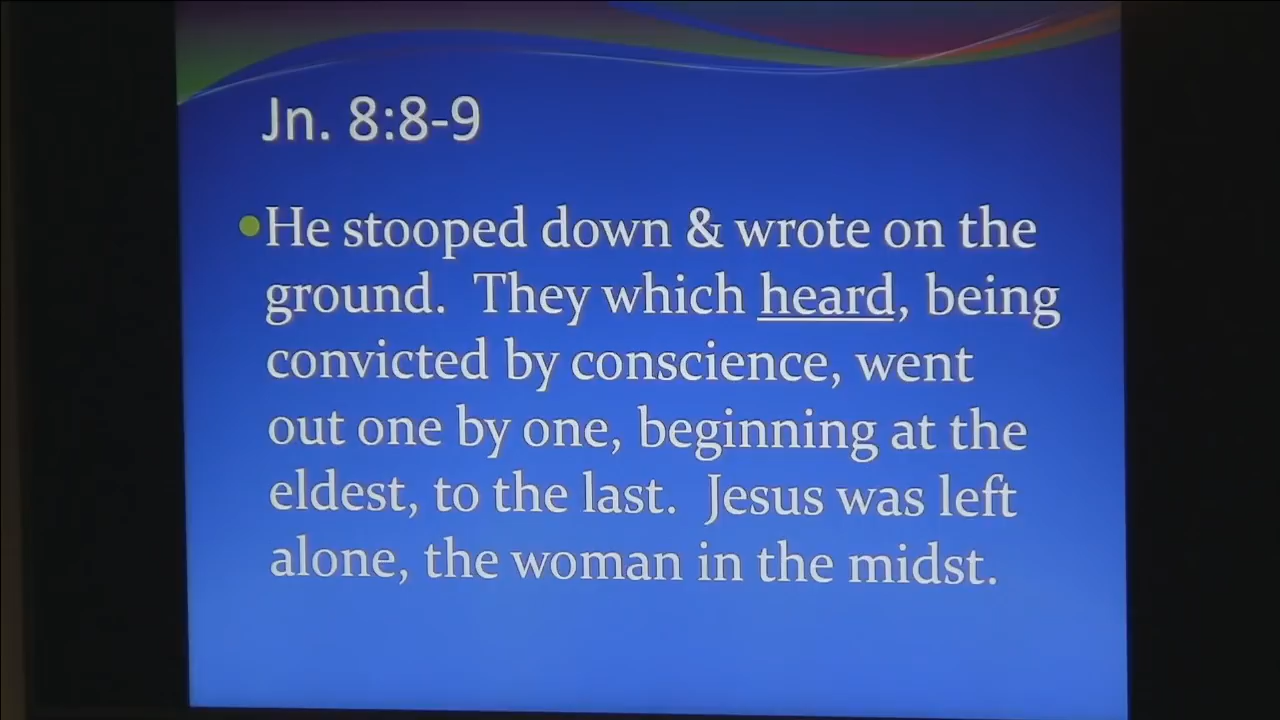 Jn. 8:8-9
•He stooped down & wrote on the
ground.  They which heard, being
convicted by conscience, went
out one by one, beginning at the
eldest, to the last.  Jesus was left
alone, the woman in the midst.